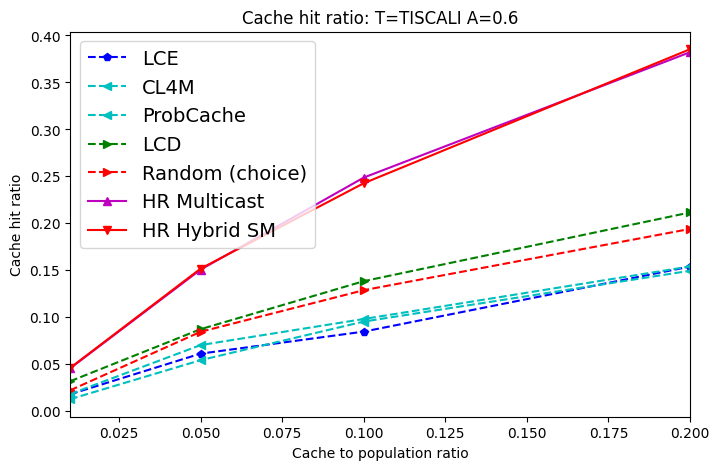 Cache hit ratio: T=TISCALI A=0.6
0.40
0.35
0.30
0.25
0.20
0.15
0.10
0.05
0.00
Cache hit ratio
LCE
CL4M
ProbCache
LCD
Random (choice)
HR Multicast
HR Hybrid SM
0.025 0.050 0.075 0.100 0.125 0.150 0.175 0.200
Cache to population ratio